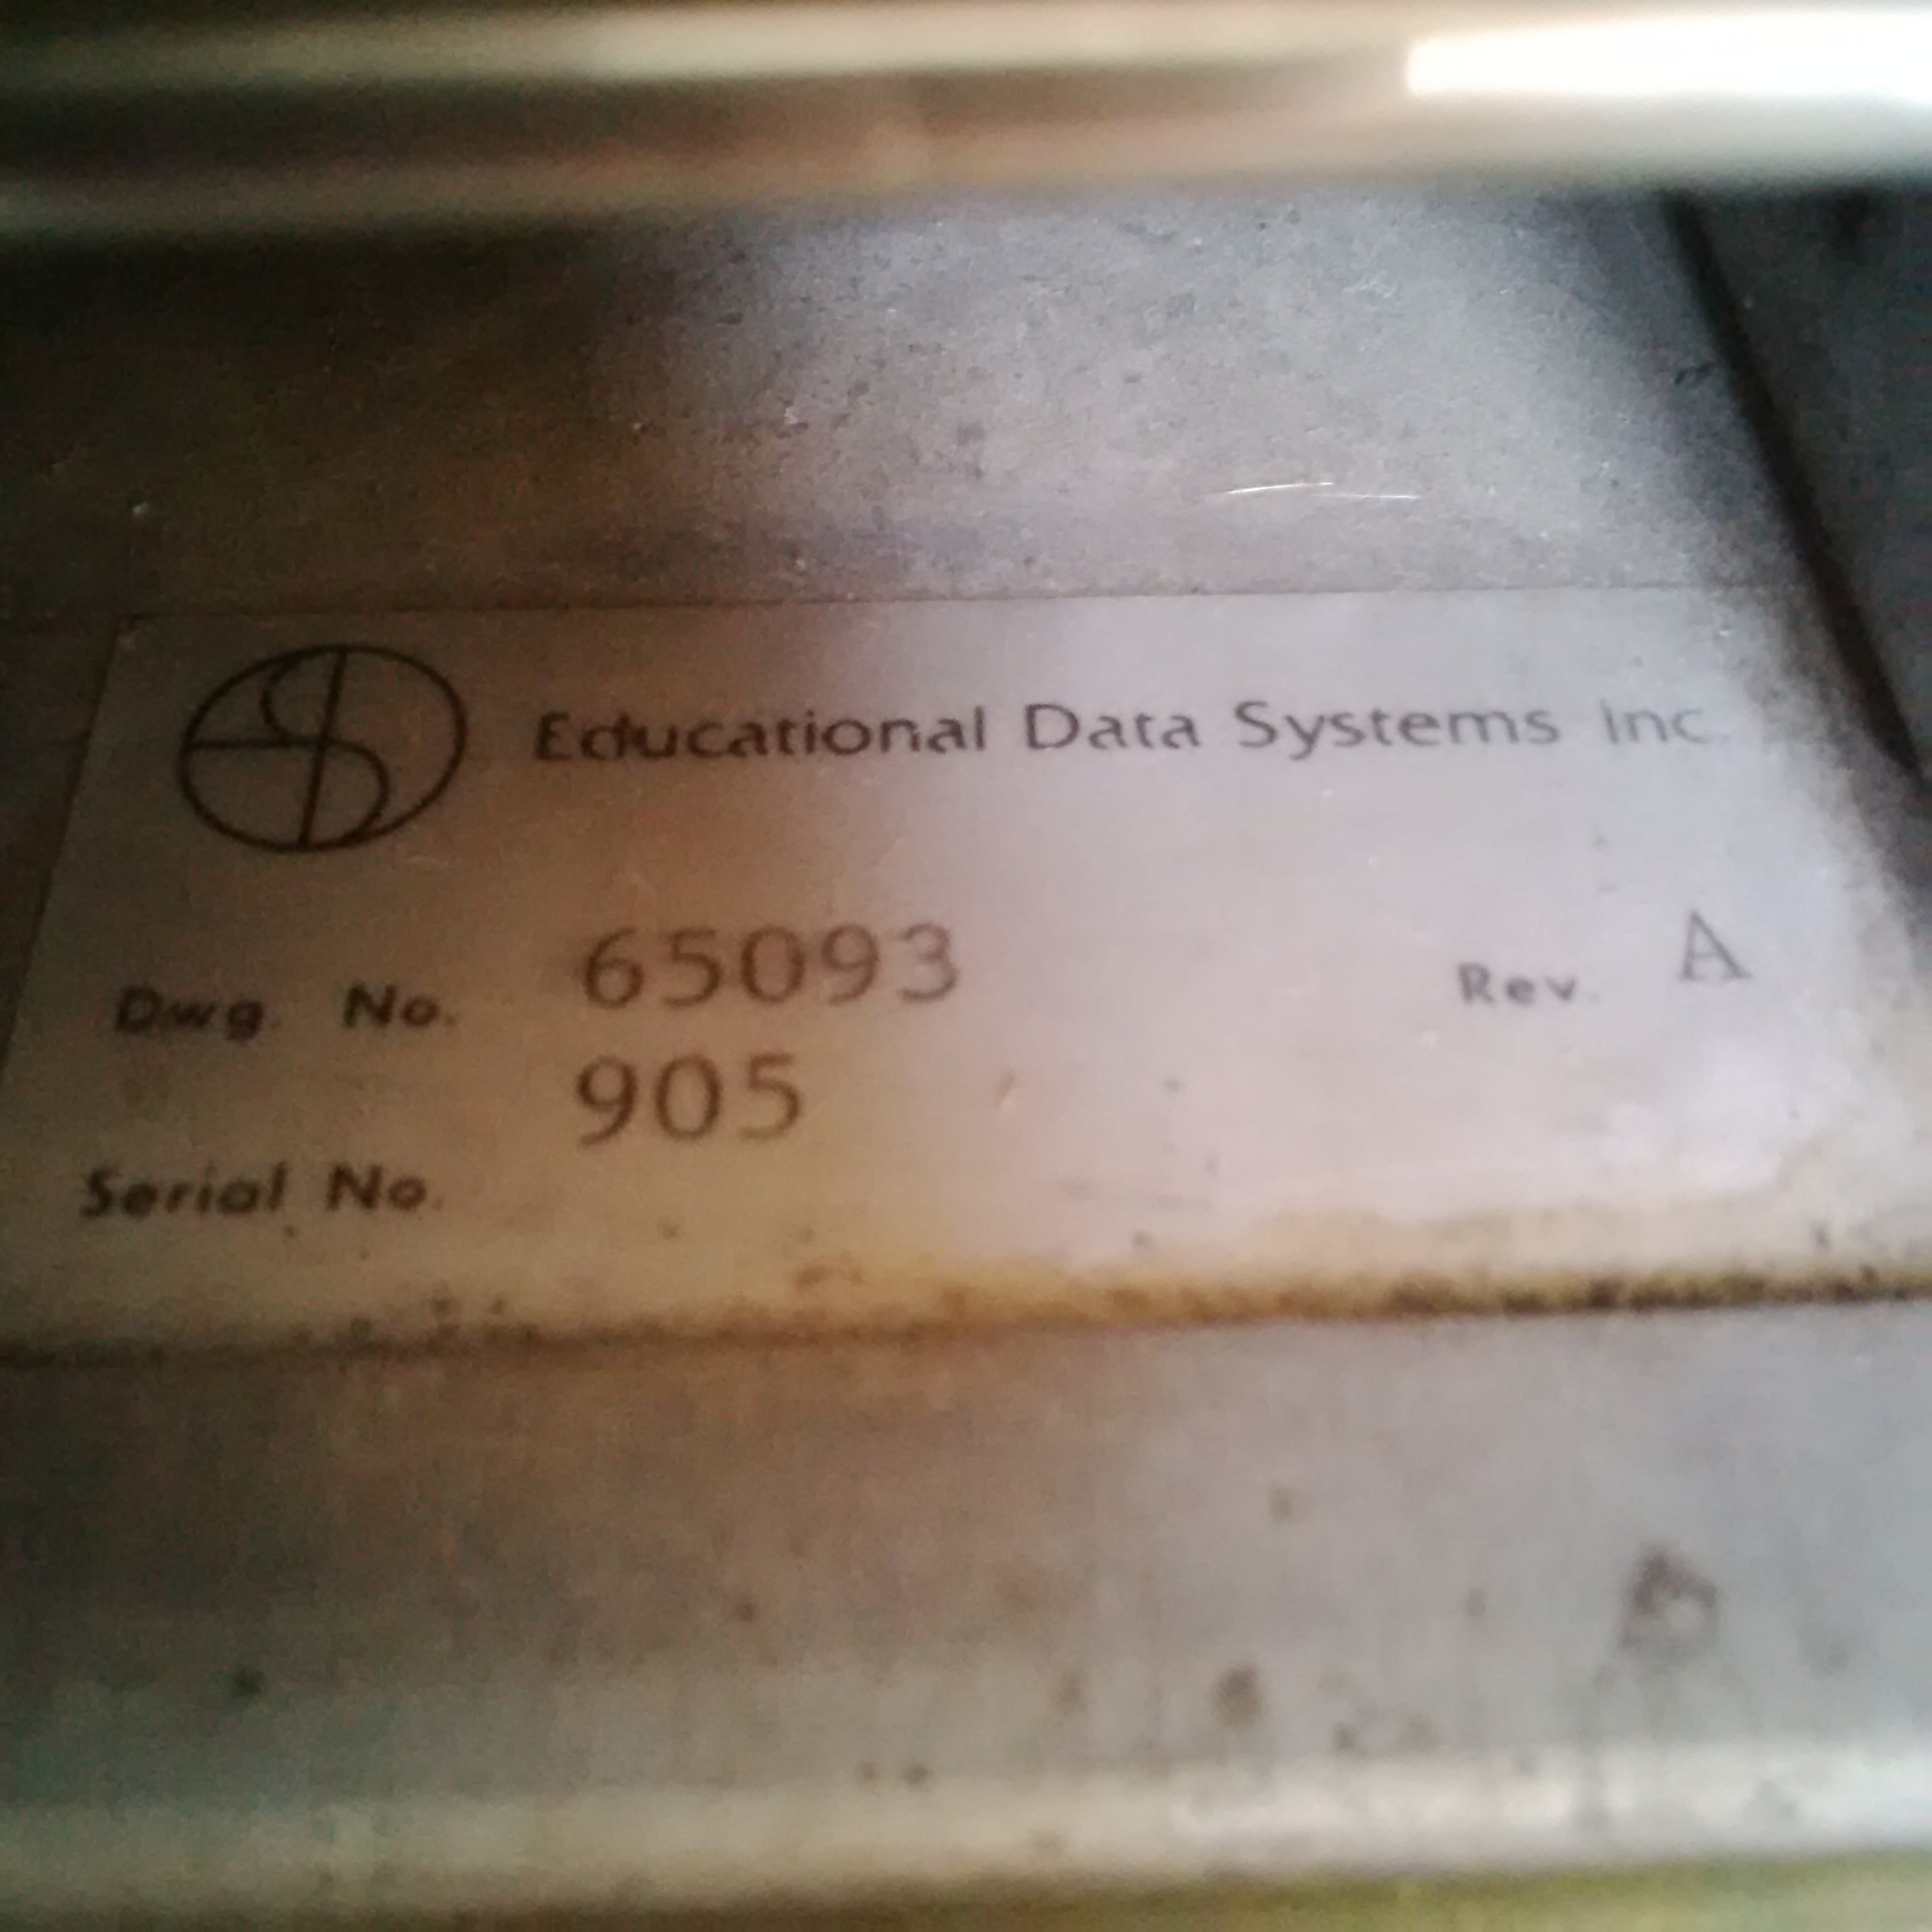 Educational Data Systems Inc.
Dwg. No. 65093 Rev. A
905
Serial No.